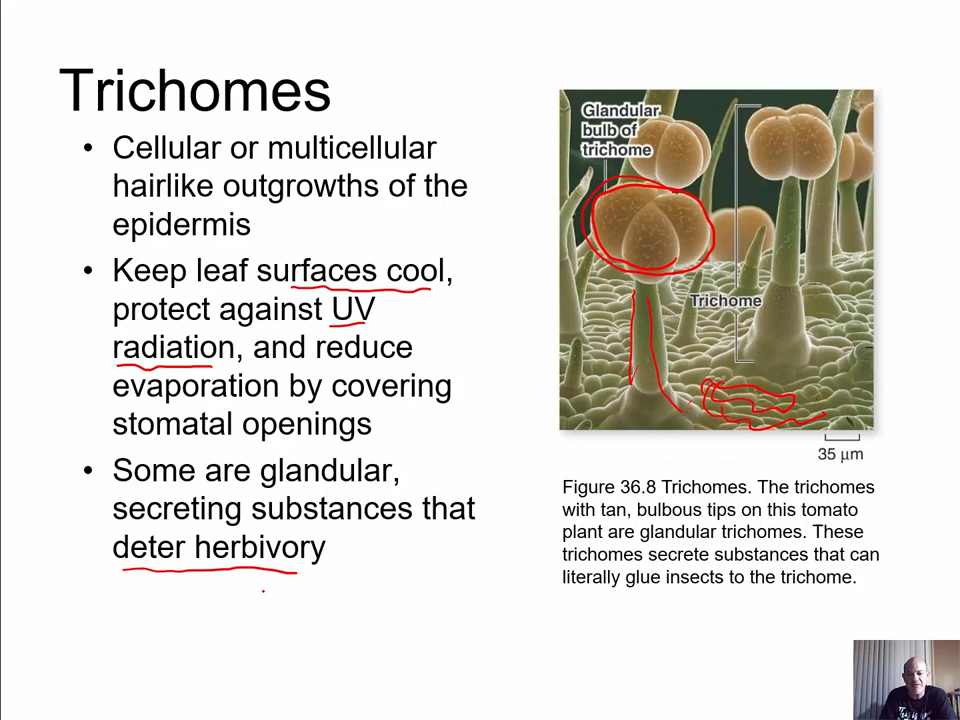 Trichomes
• Cellular or multicellular
hairlike outgrowths of the
epidermis
• Keep leaf surfaces cool,
protect against UV
radiation, and reduce
evaporation by covering
stomatal openings
• Some are glandular,
secreting substances that
deter herbivory
Glandular
bulb of
trichome
Trichome
35 μm
Figure 36.8 Trichomes. The trichomes
with tan, bulbous tips on this tomato
plant are glandular trichomes. These
trichomes secrete substances that can
literally glue insects to the trichome.